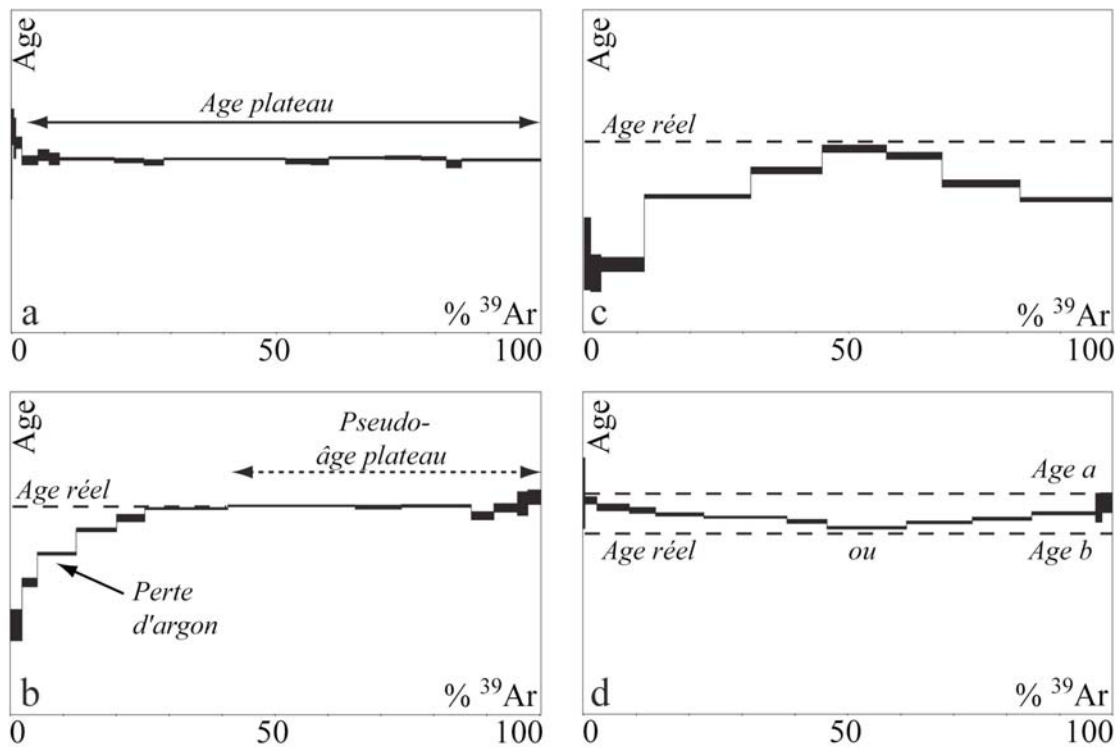 Age
Age plateau
a
% ³⁹Ar
0
50
100
Age
Age réel
c
% ³⁹Ar
0
50
100
Age
Pseudo-
âge plateau
Age réel
Perte
d'argon
b
% ³⁹Ar
0
50
100
Age
Age a
Age réel
ou
Age b
d
% ³⁹Ar
0
50
100